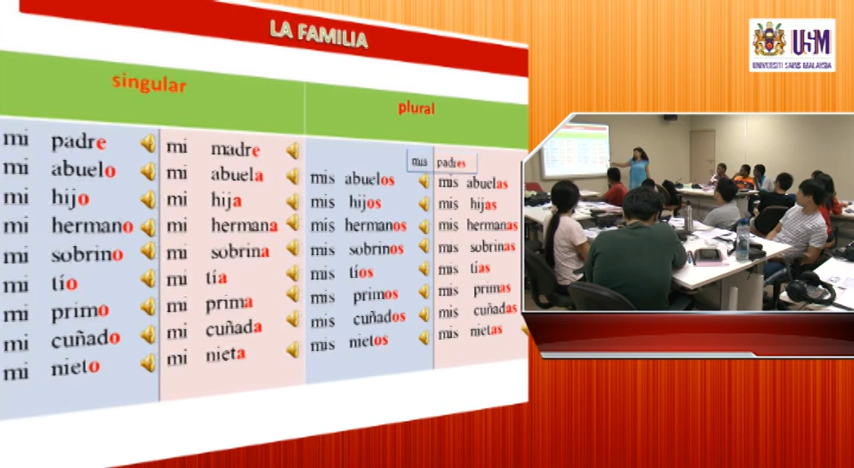 LA FAMILIA
singular
plural
mi padre
mi abuelo
mi hijo
mi hermano
mi sobrino
mi tío
mi primo
mi cuñado
mi nieto
mi madre
mi abuela
mi hija
mi hermana
mi sobrina
mi tía
mi prima
mi cuñada
mi nieta
mis padres
mis abuelos
mis hijos
mis hermanos
mis sobrinos
mis tíos
mis primos
mis cuñados
mis nietos
mis abuelas
mis hijas
mis hermanas
mis sobrinas
mis tías
mis primas
mis cuñadas
mis nietas
USM
UNIVERSITI SAINS MALAYSIA